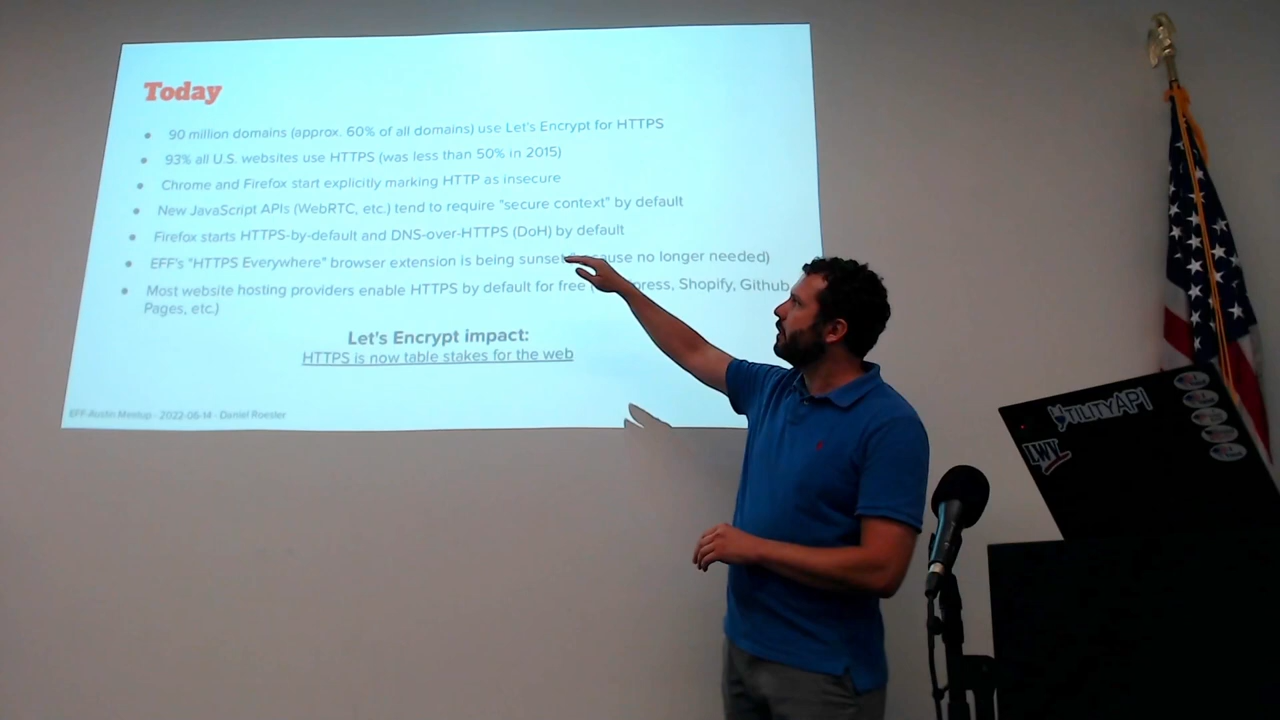 Today
90 million domains (approx. 60% of all domains) use Let's Encrypt for HTTPS
93% all U.S. websites use HTTPS (was less than 50% in 2015)
Chrome and Firefox start explicitly marking HTTP as insecure
New JavaScript APIs (WebRTC, etc.) tend to require "secure context" by default
Firefox starts HTTPS-by-default and DNS-over-HTTPS (DoH) by default
EFF's "HTTPS Everywhere" browser extension is being sunset no longer needed)
Most website hosting providers enable HTTPS by default for free Shopify, Github
Pages, etc.)
Let's Encrypt impact:
HTTPS is now table stakes for the web
EFF-Austin Meetup - 2022-06-14 - Daniel Roesler
UTILITYAPI